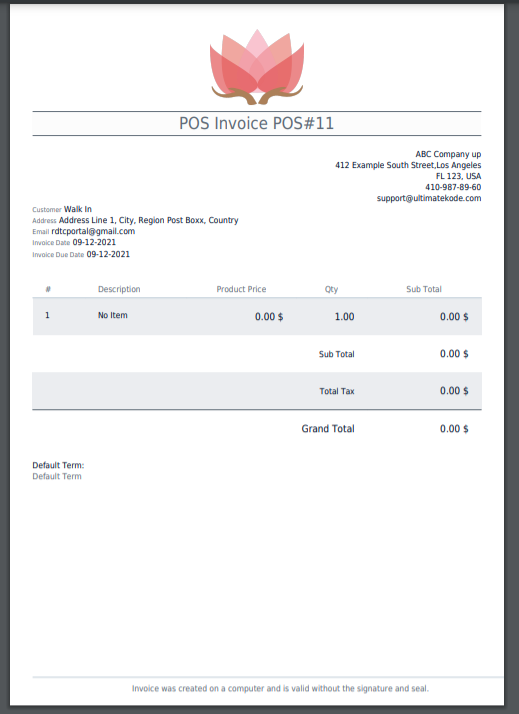 POS Invoice POS#11
ABC Company up
412 Example South Street,Los Angeles
FL 123, USA
410-987-89-60
support@ultimatekode.com
Customer Walk In
Address Address Line 1, City, Region Post Boxx, Country
Email rdtcportal@gmail.com
Invoice Date 09-12-2021
Invoice Due Date 09-12-2021
# Description Product Price Qty Sub Total
1 No Item 0.00 $ 1.00 0.00 $
Sub Total 0.00 $
Total Tax 0.00 $
Grand Total 0.00 $
Default Term:
Default Term
Invoice was created on a computer and is valid without the signature and seal.